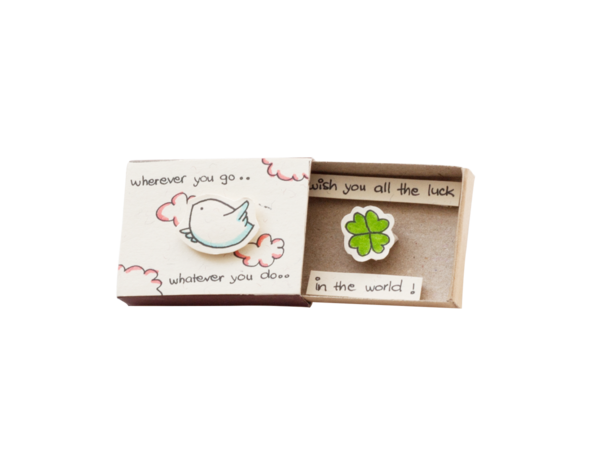 wherever you go..
whatever you do...
wish you all the luck
in the world !